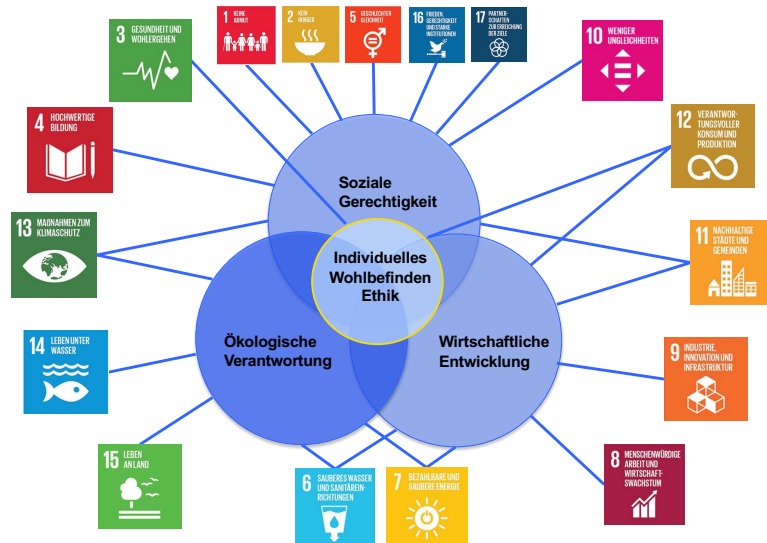 1 KEINE
ARMUT
2 KEIN
HUNGER
5 GESCHLECHTER-
GLEICHHEIT
16 FRIEDEN,
GERECHTIGKEIT
UND STARKE
INSTITUTIONEN
17 PARTNER-
SCHAFTEN
ZUR ERREICHUNG
DER ZIELE
3 GESUNDHEIT UND
WOHLERGEHEN
10 WENIGER
UNGLEICHHEITEN
4 HOCHWERTIGE
BILDUNG
12 VERANTWOR-
TUNGSVOLLER
KONSUM UND
PRODUKTION
Soziale
Gerechtigkeit
13 MAẞNAHMEN ZUM
KLIMASCHUTZ
11 NACHHALTIGE
STÄDTE UND
GEMEINDEN
Individuelles
Wohlbefinden
Ethik
Ökologische
Verantwortung
Wirtschaftliche
Entwicklung
14 LEBEN UNTER
WASSER
9 INDUSTRIE,
INNOVATION UND
INFRASTRUKTUR
15 LEBEN
AN LAND
6 SAUBERES WASSER
UND SANITÄREIN-
RICHTUNGEN
7 BEZAHLBARE UND
SAUBERE ENERGIE
8 MENSCHENWÜRDIGE
ARBEIT UND
WIRTSCHAFT-
SWACHSTUM